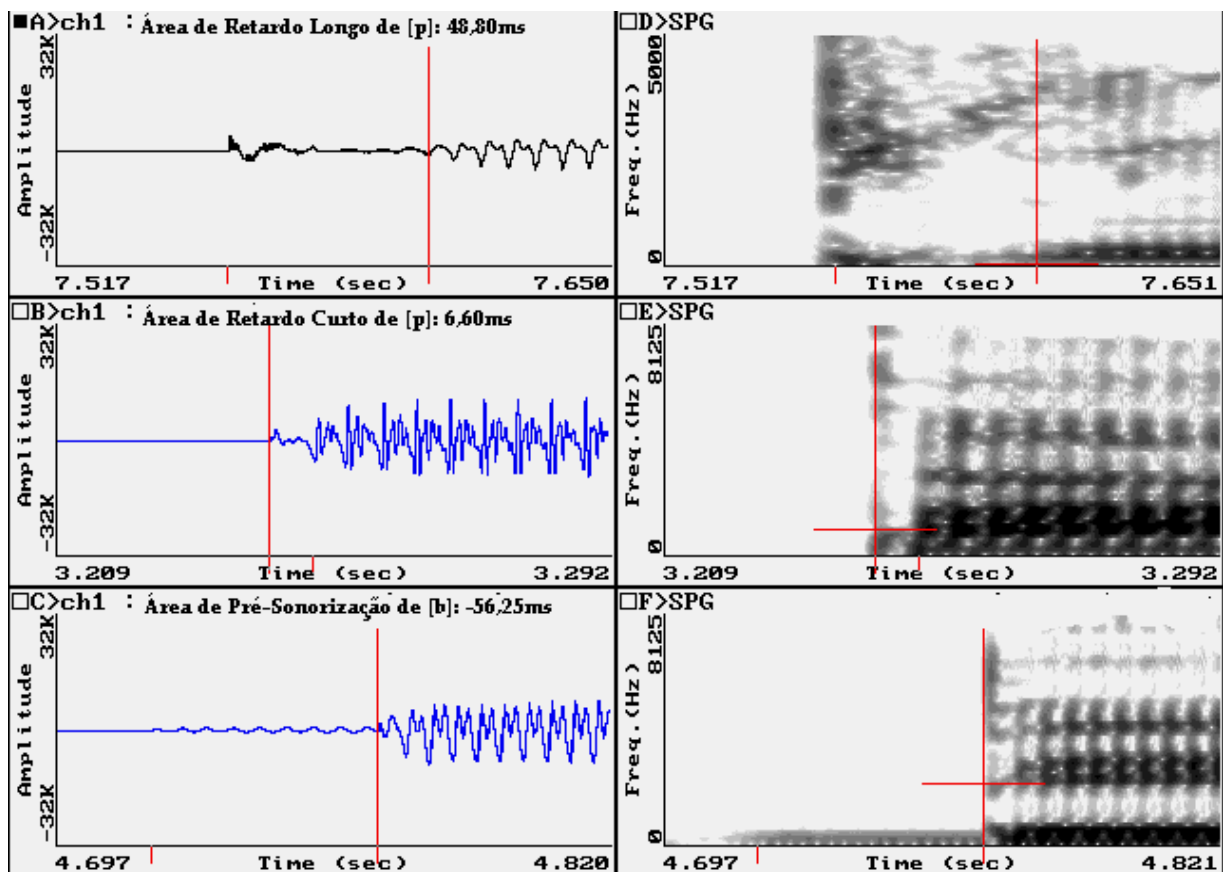 ■A>ch1 : Área de Retardo Longo de [p]: 48,80ms
Amplitude
32K
-32K
7.517 Time (sec) 7.650
□D>SPG
Freq.(Hz)
5000
0
7.517 Time (sec) 7.651
□B>ch1 : Área de Retardo Curto de [p]: 6,60ms
Amplitude
32K
-32K
3.209 Time (sec) 3.292
□E>SPG
Freq.(Hz)
8125
0
3.209 Time (sec) 3.292
□C>ch1 : Área de Pré-Sonorização de [b]: -56,25ms
Amplitude
32K
-32K
4.697 Time (sec) 4.820
□F>SPG
Freq.(Hz)
8125
0
4.697 Time (sec) 4.821